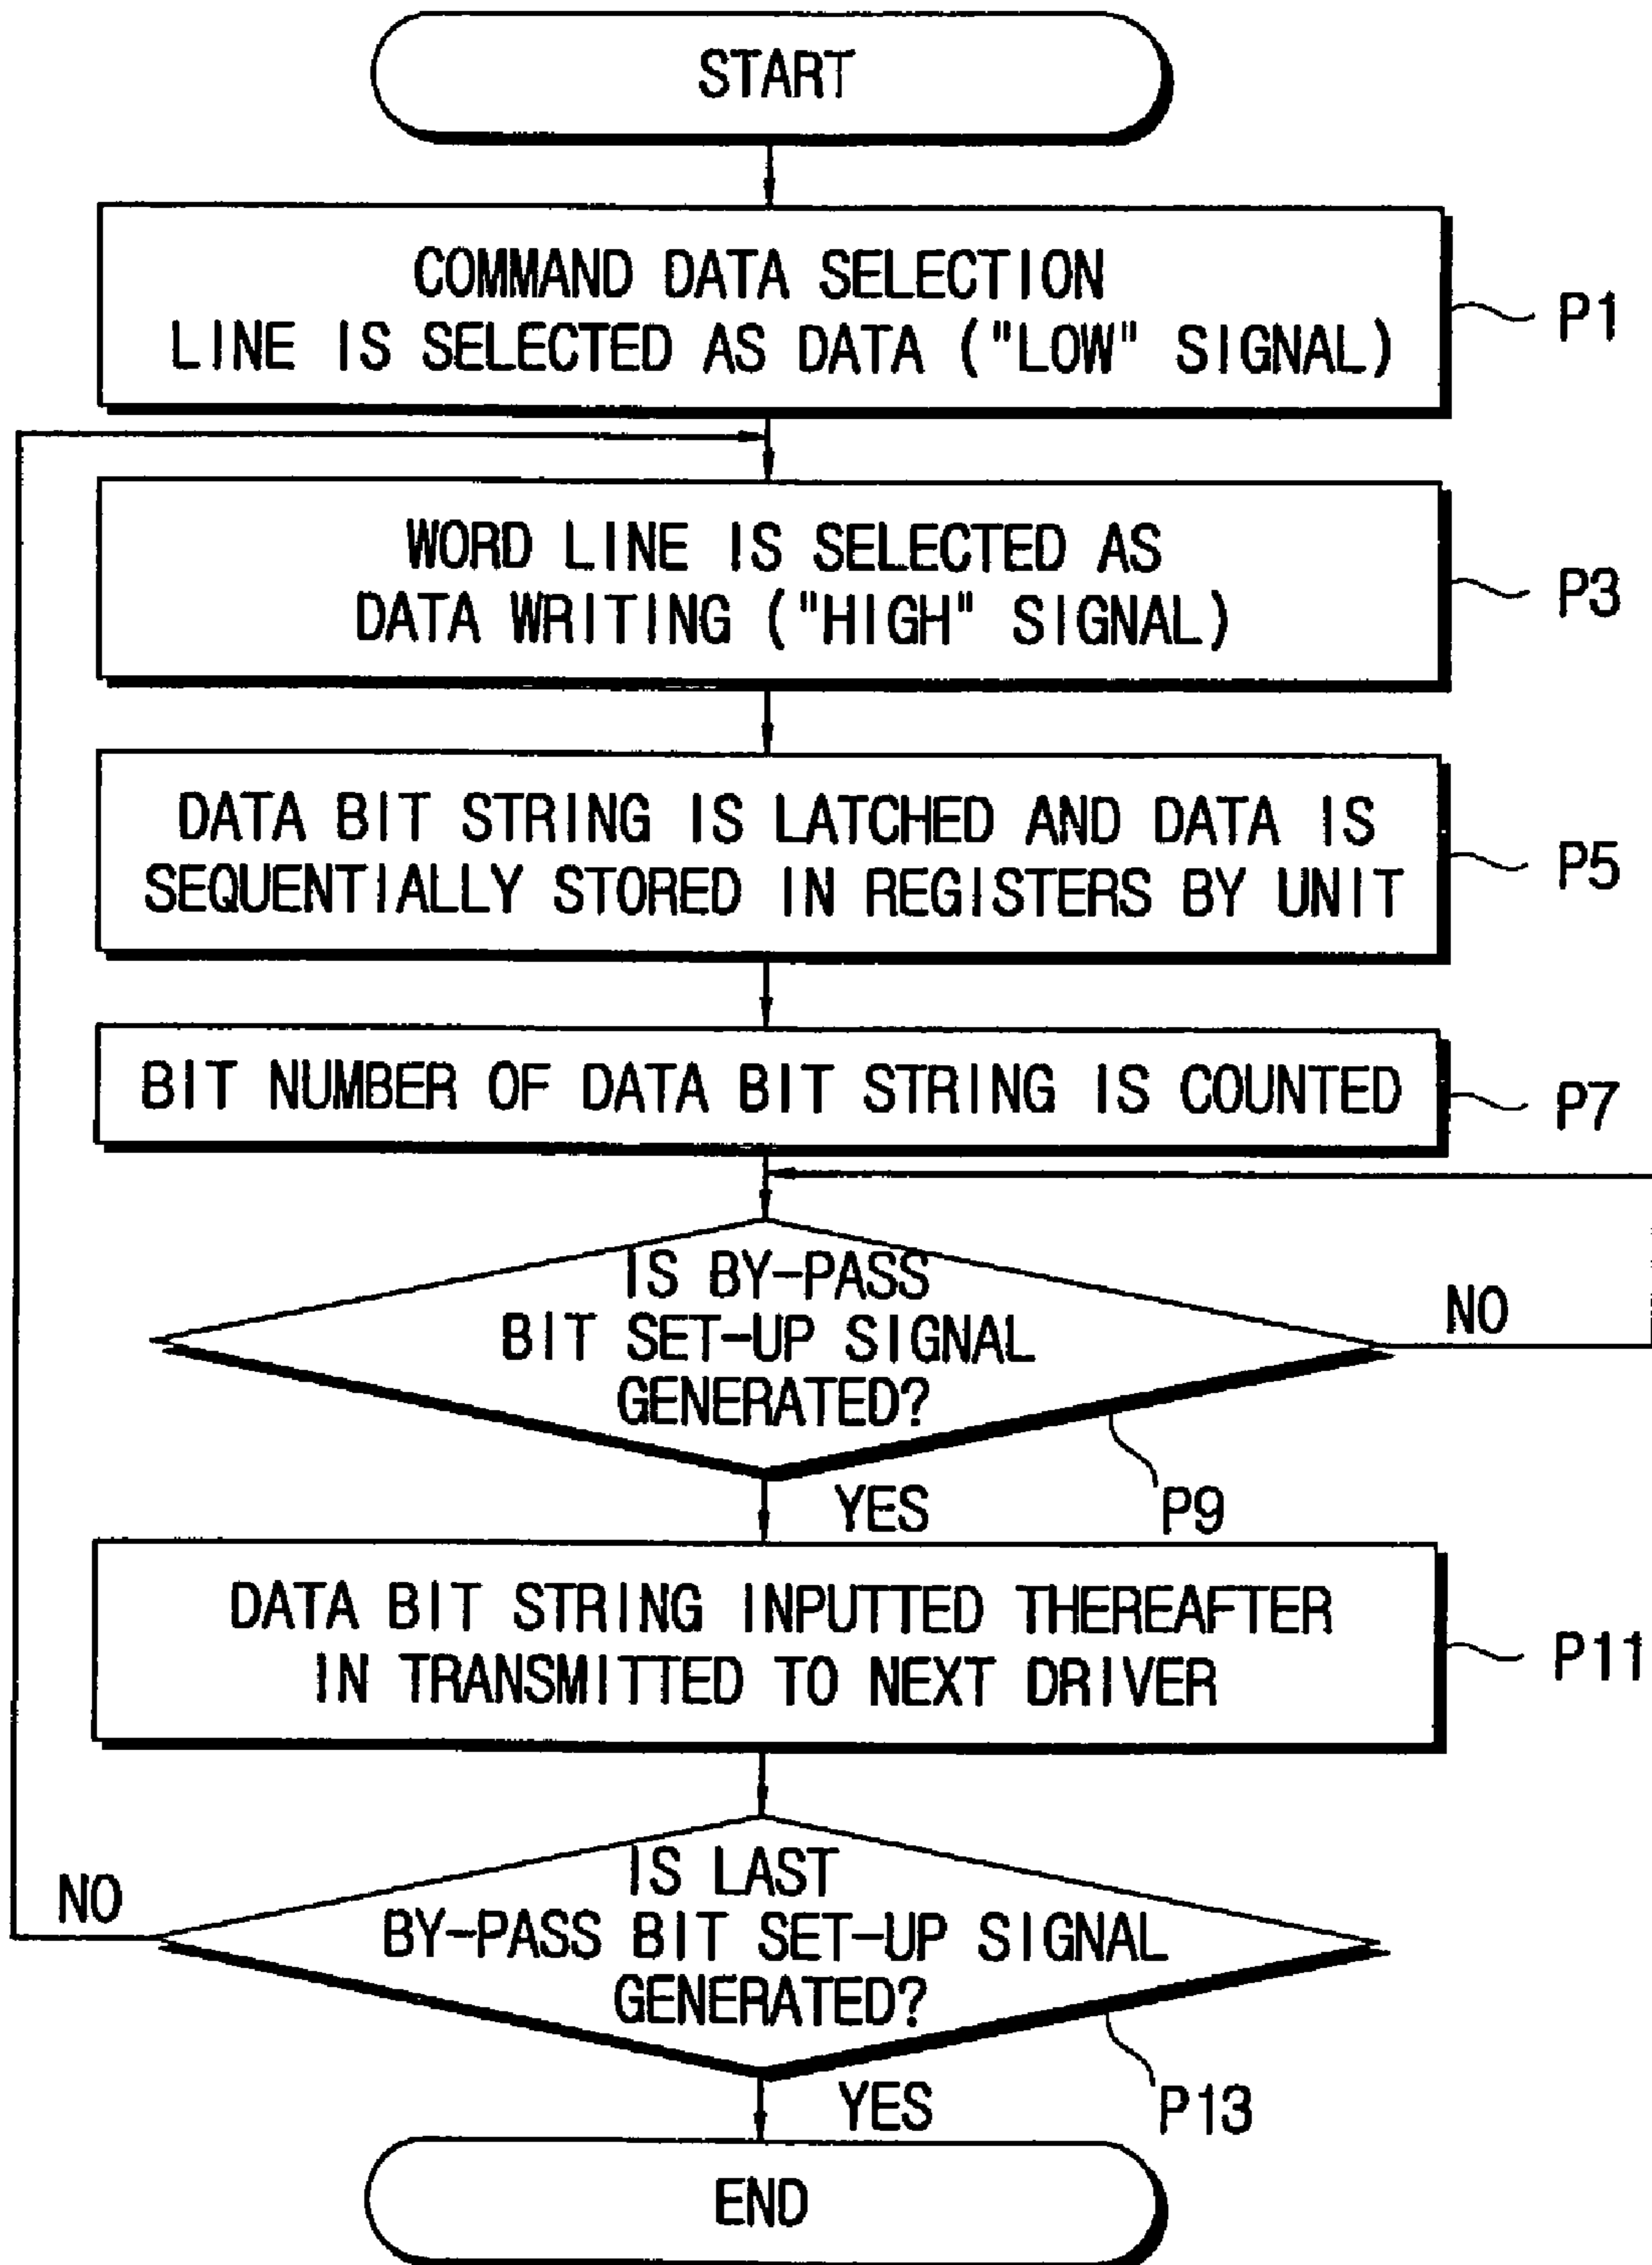 START
COMMAND DATA SELECTION
LINE IS SELECTED AS DATA ("LOW" SIGNAL)
P1
WORD LINE IS SELECTED AS
DATA WRITING ("HIGH" SIGNAL)
P3
DATA BIT STRING IS LATCHED AND DATA IS
SEQUENTIALLY STORED IN REGISTERS BY UNIT
P5
BIT NUMBER OF DATA BIT STRING IS COUNTED
P7
IS BY-PASS
BIT SET-UP SIGNAL
GENERATED?
NO
YES
P9
DATA BIT STRING INPUTTED THEREAFTER
IN TRANSMITTED TO NEXT DRIVER
P11
IS LAST
BY-PASS BIT SET-UP SIGNAL
GENERATED?
NO
YES
P13
END